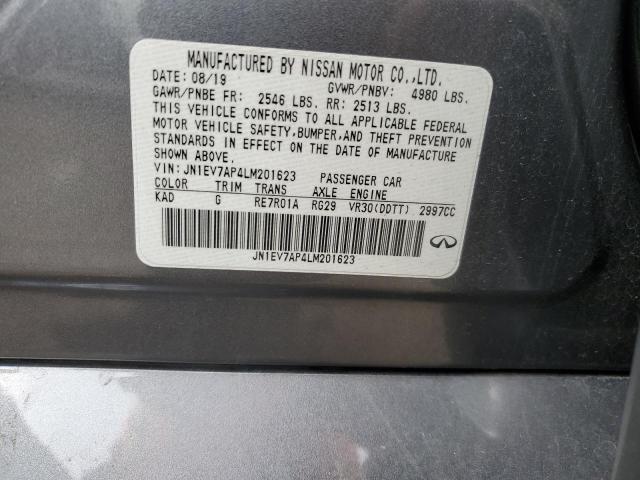 MANUFACTURED BY NISSAN MOTOR CO.,LTD.
DATE: 08/19 GVWR/PNBV: 4980 LBS.
GAWR/PNBE FR: 2546 LBS. RR: 2513 LBS.
THIS VEHICLE CONFORMS TO ALL APPLICABLE FEDERAL
MOTOR VEHICLE SAFETY,BUMPER,AND THEFT PREVENTION
STANDARDS IN EFFECT ON THE DATE OF MANUFACTURE
SHOWN ABOVE.
VIN:JN1EV7AP4LM201623 PASSENGER CAR
COLOR TRIM TRANS AXLE ENGINE
KAD G RE7R01A RG29 VR30(DDTT) 2997CC
JN1EV7AP4LM201623